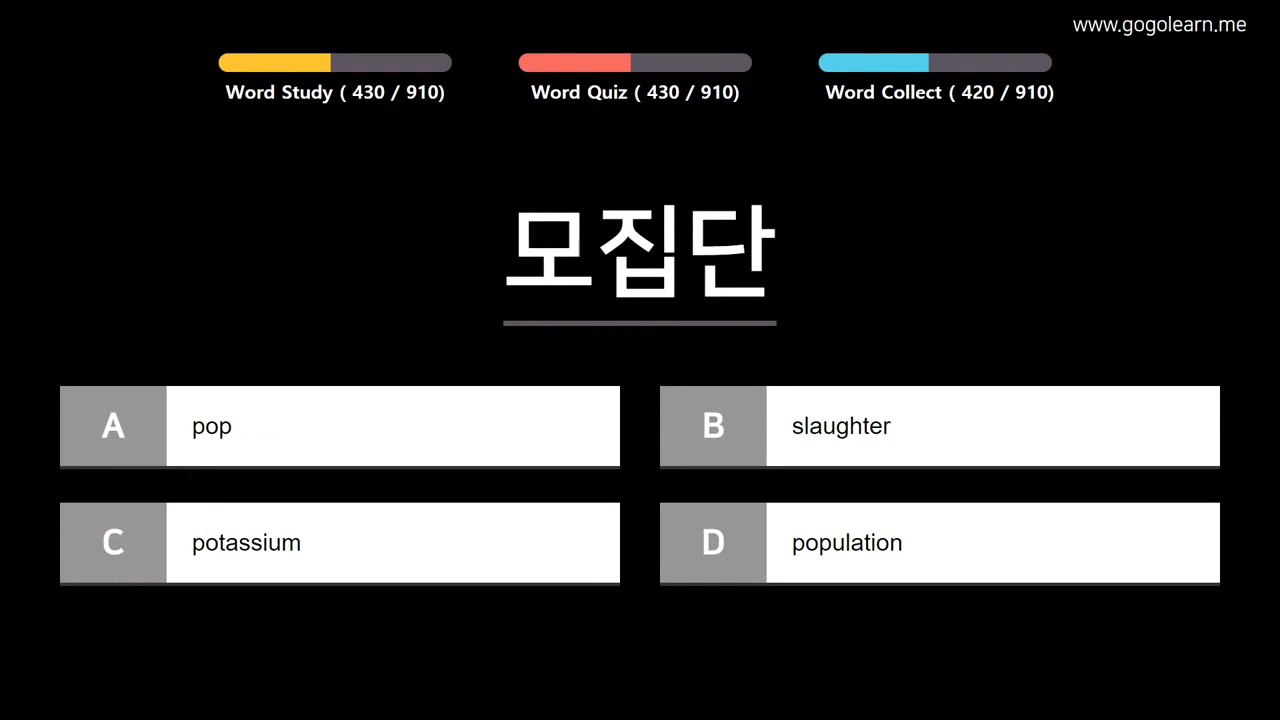 www.gogolearn.me
Word Study ( 430 / 910)
Word Quiz ( 430 / 910)
Word Collect ( 420 / 910)
모집단
A pop
B slaughter
C potassium
D population